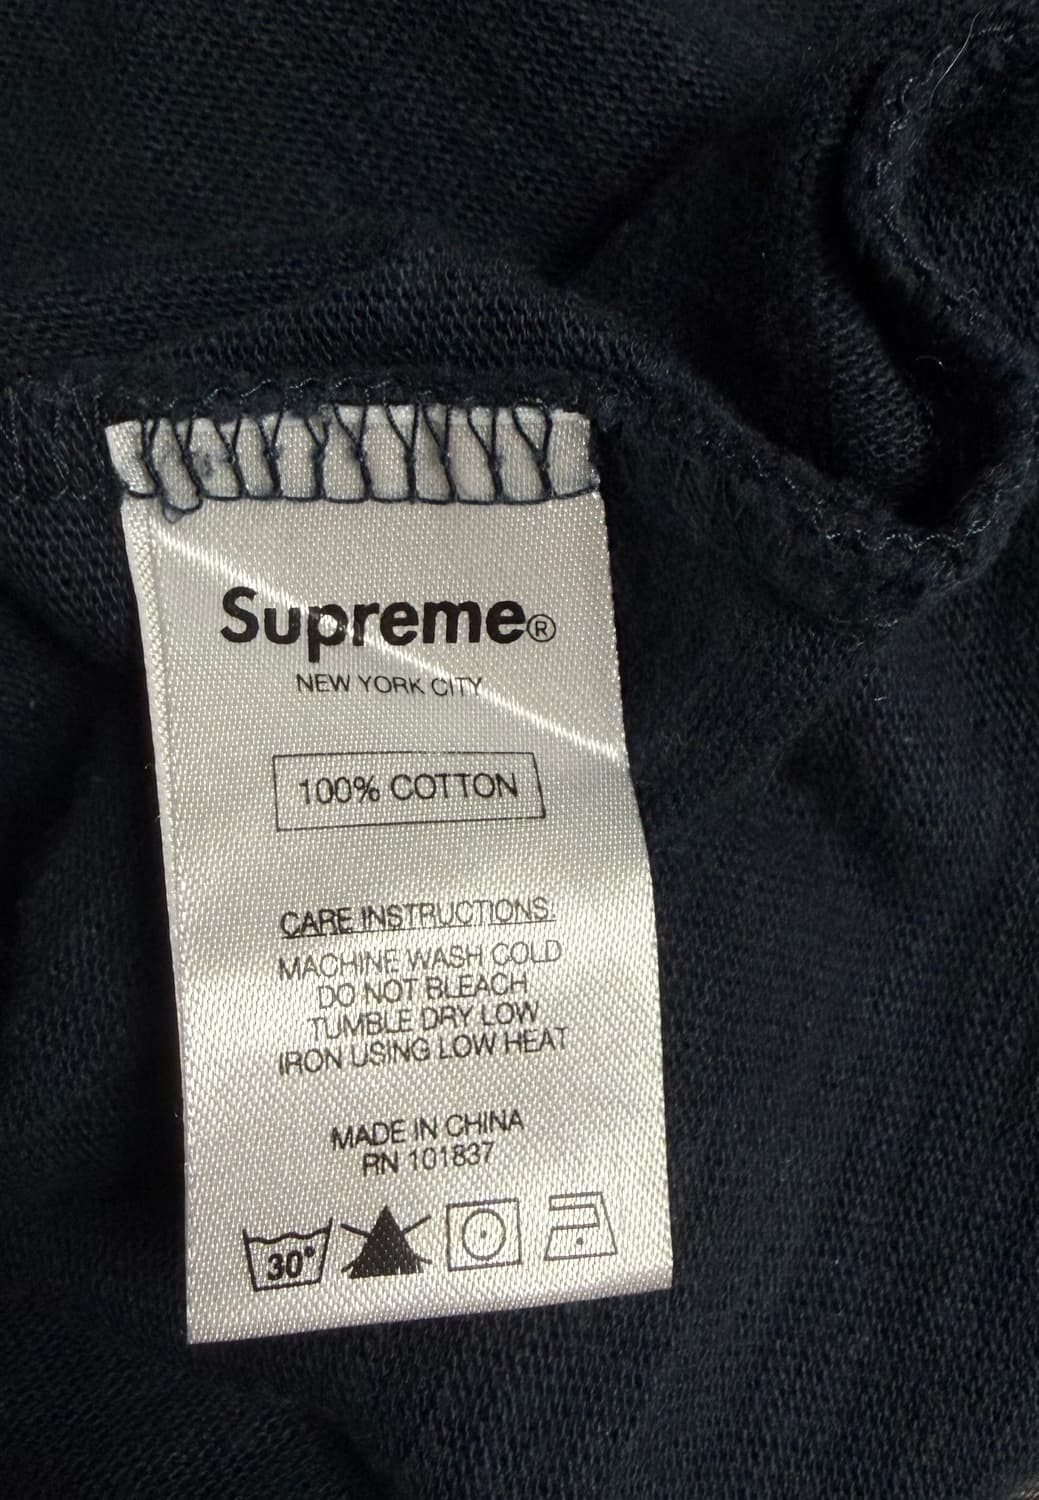 Supreme®
NEW YORK CITY
100% COTTON
CARE INSTRUCTIONS:
MACHINE WASH COLD
DO NOT BLEACH
TUMBLE DRY LOW
IRON USING LOW HEAT
MADE IN CHINA
RN 101837
30°